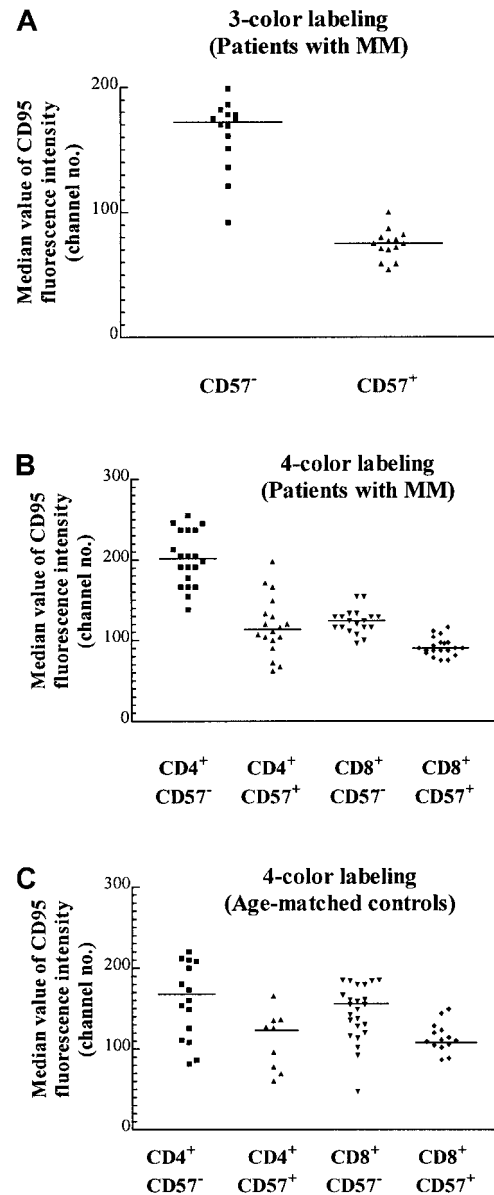 A
3-color labeling
(Patients with MM)
Median value of CD95
fluorescence intensity
(channel no.)
200
100
0
CD57⁻
CD57⁺
B
4-color labeling
(Patients with MM)
Median value of CD95
fluorescence intensity
(channel no.)
300
200
100
0
CD4⁺ CD4⁺ CD8⁺ CD8⁺
CD57⁻ CD57⁺ CD57⁻ CD57⁺
C
4-color labeling
(Age-matched controls)
Median value of CD95
fluorescence intensity
(channel no.)
300
200
100
0
CD4⁺ CD4⁺ CD8⁺ CD8⁺
CD57⁻ CD57⁺ CD57⁻ CD57⁺